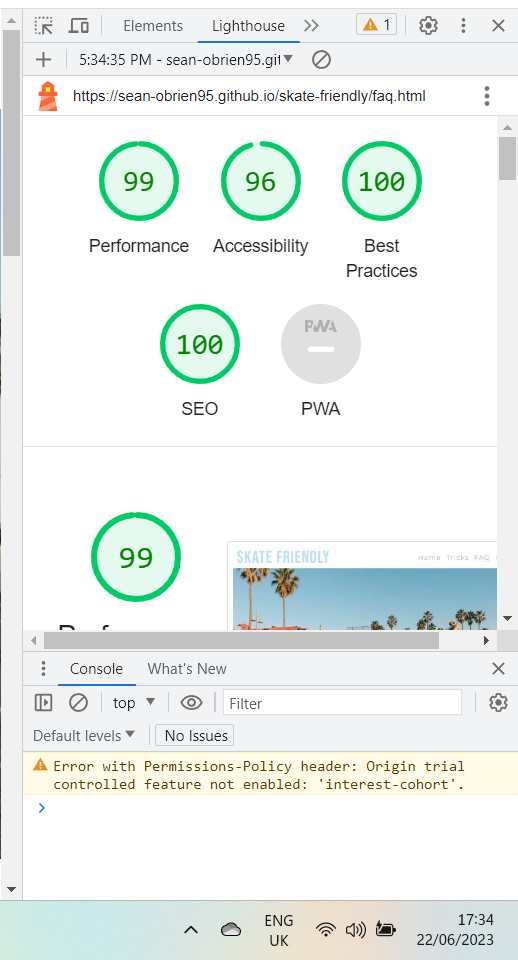 Elements Lighthouse 1
5:34:35 PM - sean-obrien95.git
https://sean-obrien95.github.io/skate-friendly/faq.html
99 96 100
Performance Accessibility Best
Practices
100 PWA
SEO PWA
99
SKATE FRIENDLY Home Tricks FAQ
Console What's New
top Filter
Default levels No Issues
Error with Permissions-Policy header: Origin trial
controlled feature not enabled: 'interest-cohort'.
ENG 17:34
UK 22/06/2023